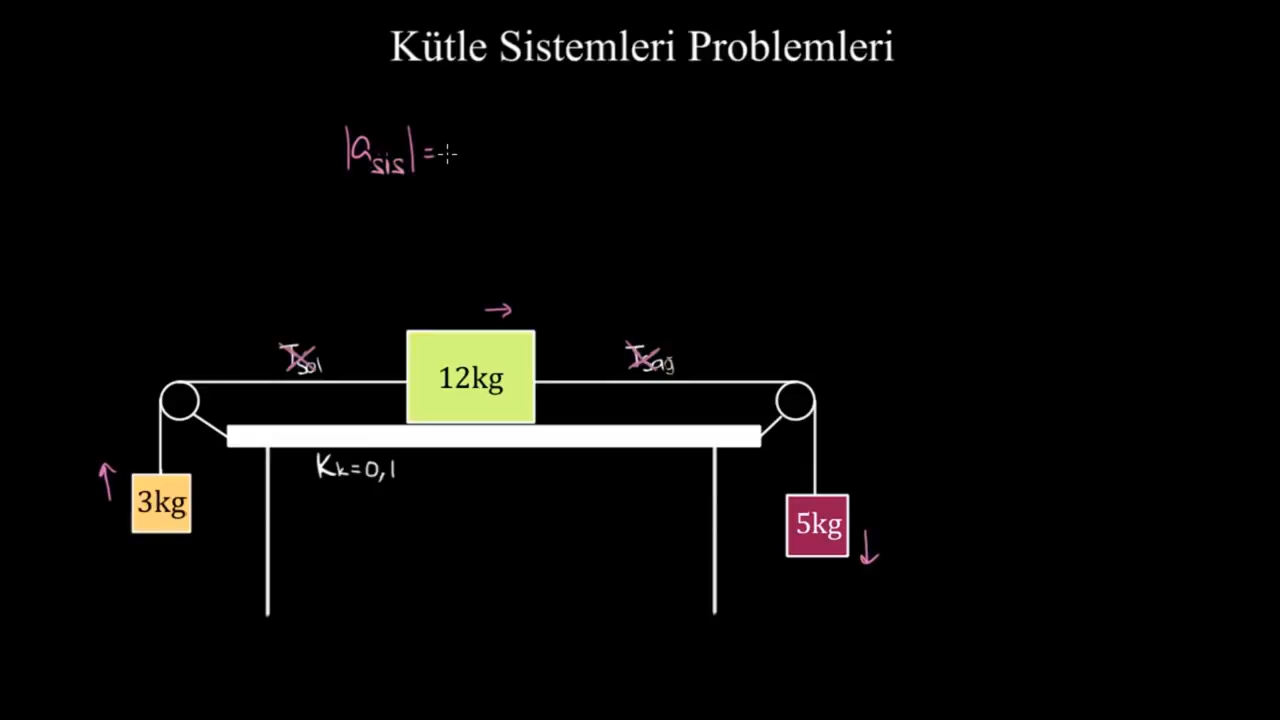 Kütle Sistemleri Problemleri
|a_sis| =
T_sol
T_sağ
12kg
K_k=0,1
3kg
5kg